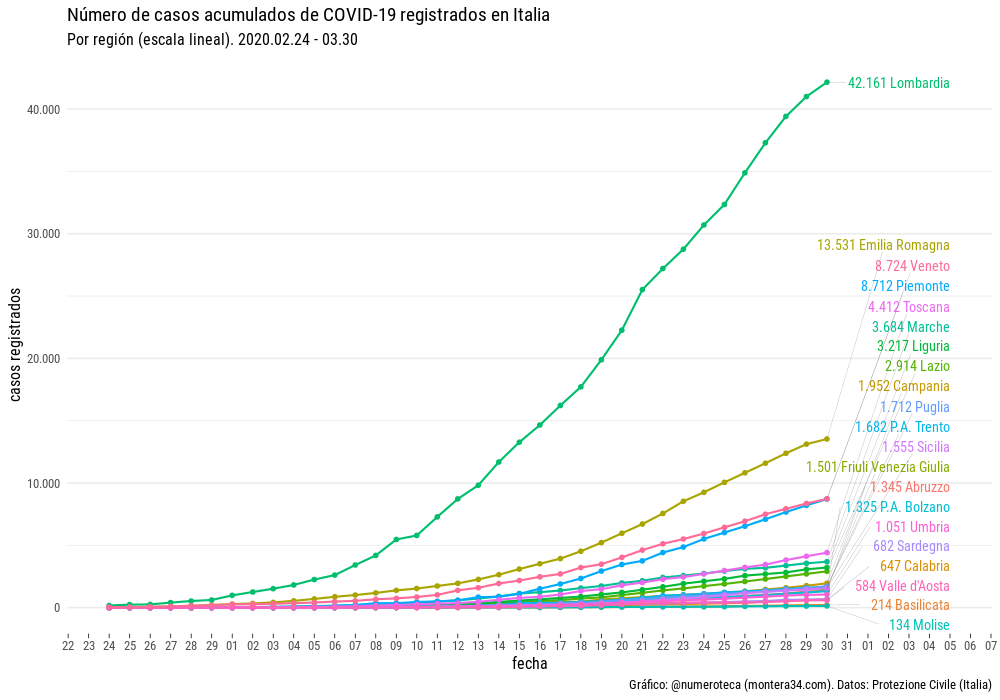 Número de casos acumulados de COVID-19 registrados en Italia
Por región (escala lineal). 2020.02.24 - 03.30
casos registrados
40.000
30.000
20.000
10.000
0
42.161 Lombardia
13.531 Emilia Romagna
8.724 Veneto
8.712 Piemonte
4.412 Toscana
3.684 Marche
3.217 Liguria
2.914 Lazio
1.952 Campania
1.712 Puglia
1.682 P.A. Trento
1.555 Sicilia
1.501 Friuli Venezia Giulia
1.345 Abruzzo
1.325 P.A. Bolzano
1.051 Umbria
682 Sardegna
647 Calabria
584 Valle d'Aosta
214 Basilicata
134 Molise
22 23 24 25 26 27 28 29 01 02 03 04 05 06 07 08 09 10 11 12 13 14 15 16 17 18 19 20 21 22 23 24 25 26 27 28 29 30 31 01 02 03 04 05 06 07
fecha
Gráfico: @numeroteca (montera34.com). Datos: Protezione Civile (Italia)